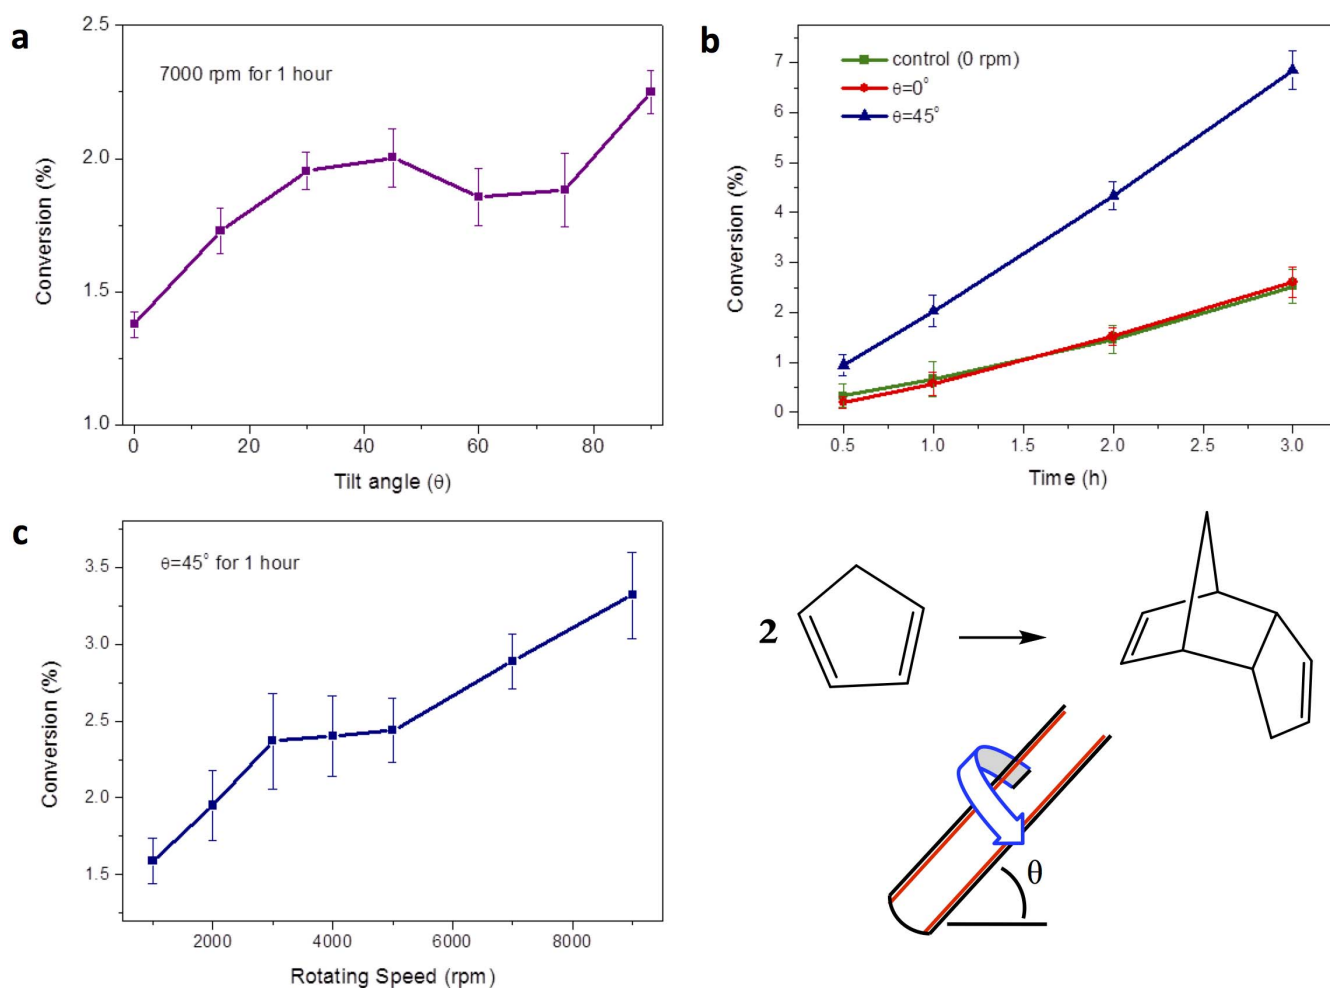 a
2.5
2.0
1.5
1.0
Conversion (%)
7000 rpm for 1 hour
0
20
40
60
80
Tilt angle (θ)
b
7
6
5
4
3
2
1
0
Conversion (%)
control (0 rpm)
θ=0°
θ=45°
0.5
1.0
1.5
2.0
2.5
3.0
Time (h)
c
3.5
3.0
2.5
2.0
1.5
Conversion (%)
θ=45° for 1 hour
2000
4000
6000
8000
Rotating Speed (rpm)
2
θ